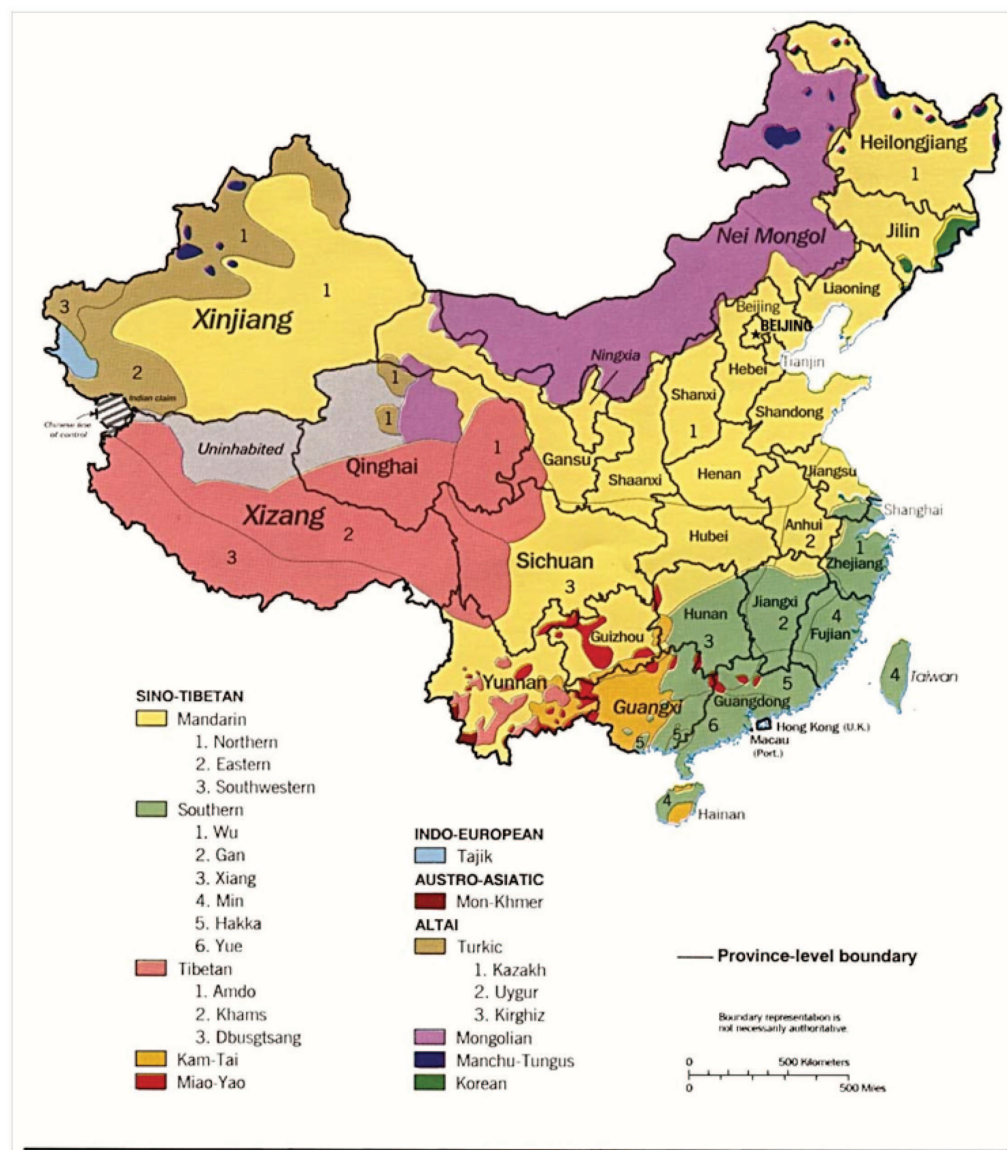 Heilongjiang
1
Jilin
Nei Mongol
Liaoning
Beijing
BEIJING
Tianjin
1
1
3
Xinjiang
2
Ningxia
Hebei
Shanxi
1
Shandong
Indian claim
Chinese line
of control
1
1
Uninhabited
Qinghai
1
Gansu
Shaanxi
Henan
Jiangsu
Xizang
2
3
Shanghai
Anhui
2
Hubei
1
Zhejiang
Sichuan
3
Hunan
3
Jiangxi
2
4
Fujian
Guizhou
Yunnan
Guangxi
5
Guangdong
6
5
5
4
Taiwan
Hong Kong (U.K.)
Macau
(Port.)
4
Hainan
SINO-TIBETAN
Mandarin
1. Northern
2. Eastern
3. Southwestern
Southern
1. Wu
2. Gan
3. Xiang
4. Min
5. Hakka
6. Yue
Tibetan
1. Amdo
2. Khams
3. Dbusgtsang
Kam-Tai
Miao-Yao
INDO-EUROPEAN
Tajik
AUSTRO-ASIATIC
Mon-Khmer
ALTAI
Turkic
1. Kazakh
2. Uygur
3. Kirghiz
Mongolian
Manchu-Tungus
Korean
Province-level boundary
Boundary representation is
not necessarily authoritative.
0 500 Kilometers
0 500 Miles